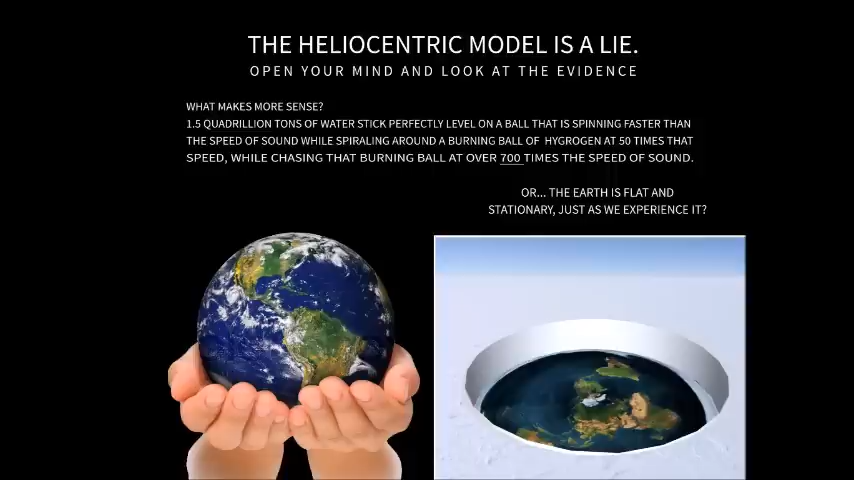 THE HELIOCENTRIC MODEL IS A LIE.
OPEN YOUR MIND AND LOOK AT THE EVIDENCE
WHAT MAKES MORE SENSE?
1.5 QUADRILLION TONS OF WATER STICK PERFECTLY LEVEL ON A BALL THAT IS SPINNING FASTER THAN
THE SPEED OF SOUND WHILE SPIRALING AROUND A BURNING BALL OF HYGROGEN AT 50 TIMES THAT
SPEED, WHILE CHASING THAT BURNING BALL AT OVER 700 TIMES THE SPEED OF SOUND.
OR... THE EARTH IS FLAT AND
STATIONARY, JUST AS WE EXPERIENCE IT?